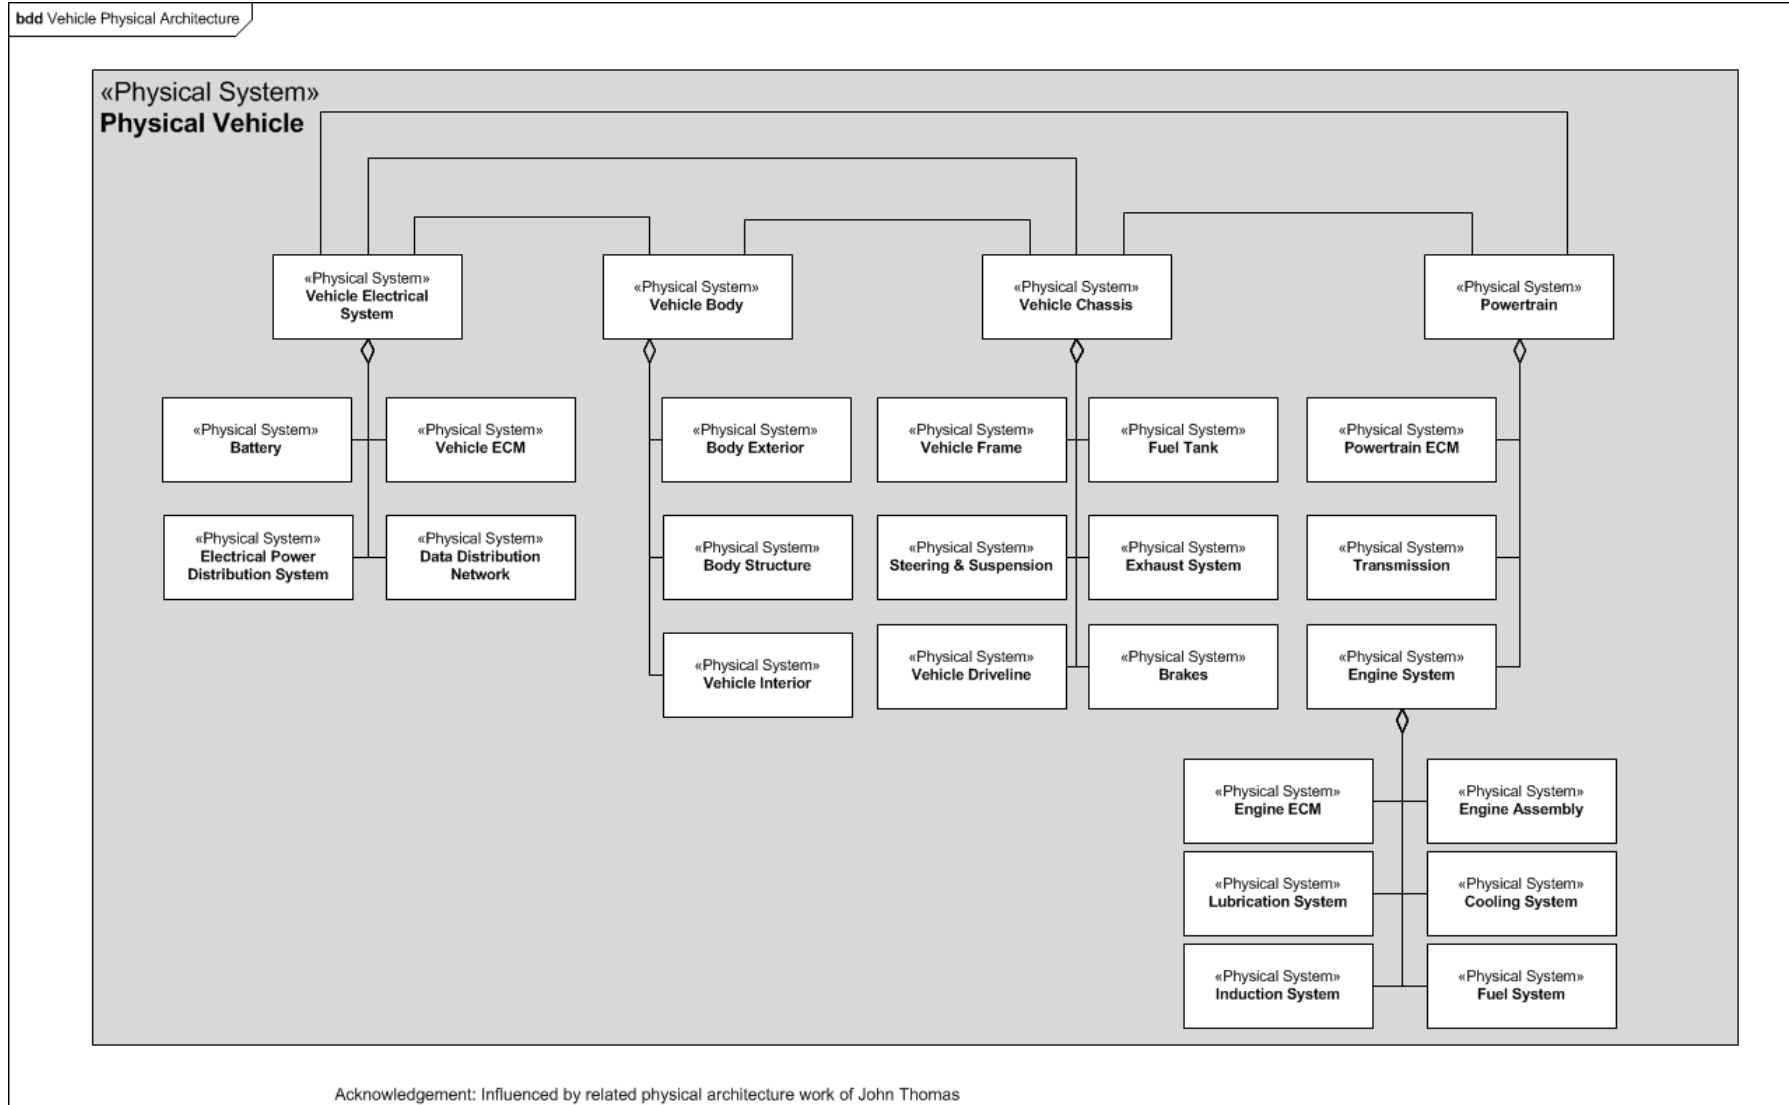 bdd Vehicle Physical Architecture
«Physical System»
Physical Vehicle
«Physical System»
Vehicle Electrical
System
«Physical System»
Vehicle Body
«Physical System»
Vehicle Chassis
«Physical System»
Powertrain
«Physical System»
Battery
«Physical System»
Vehicle ECM
«Physical System»
Body Exterior
«Physical System»
Vehicle Frame
«Physical System»
Fuel Tank
«Physical System»
Powertrain ECM
«Physical System»
Electrical Power
Distribution System
«Physical System»
Data Distribution
Network
«Physical System»
Body Structure
«Physical System»
Steering & Suspension
«Physical System»
Exhaust System
«Physical System»
Transmission
«Physical System»
Vehicle Interior
«Physical System»
Vehicle Driveline
«Physical System»
Brakes
«Physical System»
Engine System
«Physical System»
Engine ECM
«Physical System»
Engine Assembly
«Physical System»
Lubrication System
«Physical System»
Cooling System
«Physical System»
Induction System
«Physical System»
Fuel System
Acknowledgement: Influenced by related physical architecture work of John Thomas